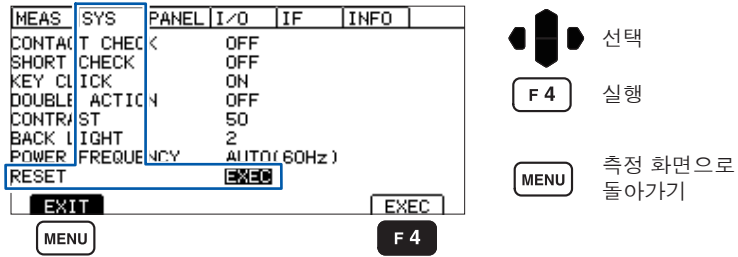 MEAS SYS PANEL I/O IF INFO
CONTACT CHECK OFF
SHORT CHECK OFF
KEY CLICK ON
DOUBLE ACTION OFF
CONTRAST 50
BACK LIGHT 2
POWER FREQUENCY AUTO(60Hz)
RESET EXEC
EXIT EXEC
MENU F 4
선택
F 4 실행
MENU 측정 화면으로
돌아가기